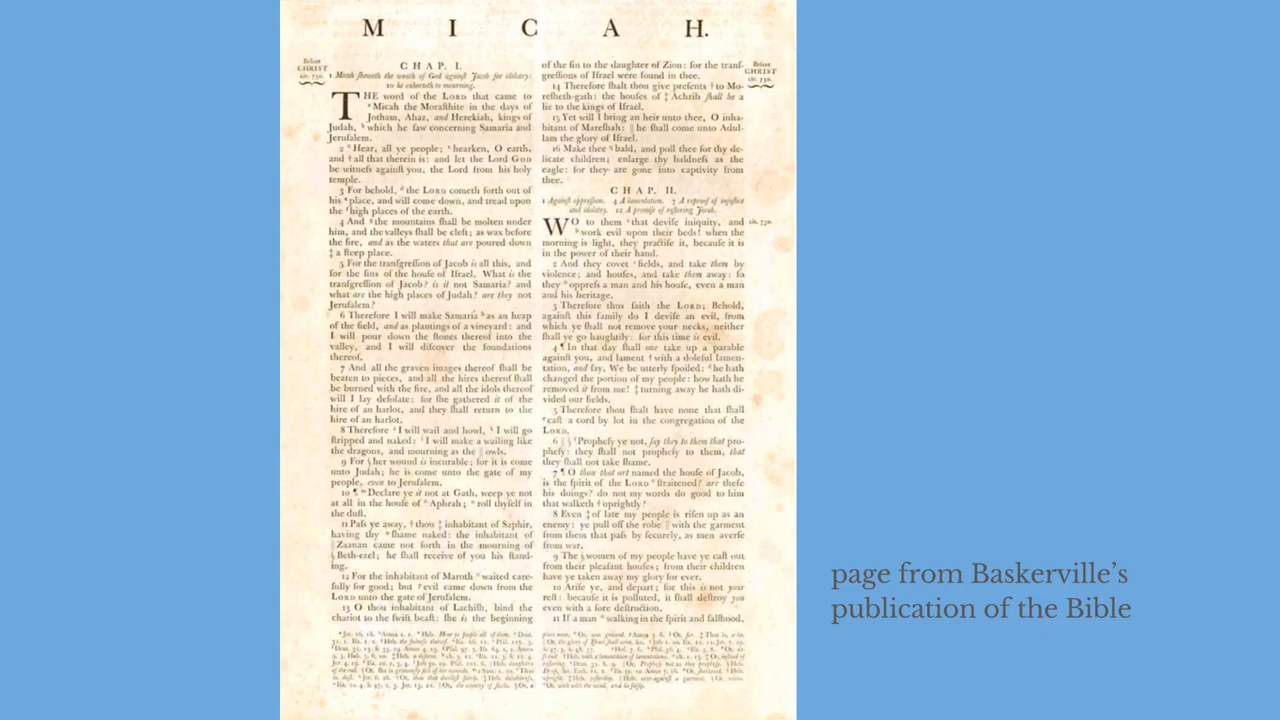 MICAH.
Before
CHRIST
cir. 750.
CHAP. I.
1 Micah ſheweth the wrath of God againſt Jacob for idolatry:
10 he exhorteth to mourning.
THE word of the LORD that came to
Micah the Moraſthite in the days of
Jotham, Ahaz, and Hezekiah, kings of
Judah, which he ſaw concerning Samaria and
Jeruſalem.
2 Hear, all ye people; hearken, O earth,
and all that therein is: and let the Lord GOD
be witneſs againſt you, the Lord from his holy
temple.
3 For behold, the LORD cometh forth out of
his place, and will come down, and tread upon
the high places of the earth.
4 And the mountains ſhall be molten under
him, and the valleys ſhall be cleft; as wax before
the fire, and as the waters that are poured down
‡ a ſteep place.
5 For the tranſgreſſion of Jacob is all this, and
for the ſins of the houſe of Iſrael. What is the
tranſgreſſion of Jacob? is it not Samaria? and
what are the high places of Judah? are they not
Jeruſalem?
6 Therefore I will make Samaria as an heap
of the field, and as plantings of a vineyard: and
I will pour down the ſtones thereof into the
valley, and I will diſcover the foundations
thereof.
7 And all the graven images thereof ſhall be
beaten to pieces, and all the hires thereof ſhall
be burned with the fire, and all the idols thereof
will I lay deſolate: for ſhe gathered it of the
hire of an harlot, and they ſhall return to the
hire of an harlot.
8 Therefore I will wail and howl, I will go
ſtripped and naked: I will make a wailing like
the dragons, and mourning as the ‖ owls.
9 For § her wound is incurable; for it is come
unto Judah; he is come unto the gate of my
people, even to Jeruſalem.
10 ¶ Declare ye it not at Gath, weep ye not
at all in the houſe of Aphrah; roll thyſelf in
the duſt.
11 Paſs ye away, † thou ‡ inhabitant of Saphir,
having thy ſhame naked: the inhabitant of
‖ Zaanan came not forth in the mourning of
§ Beth-ezel; he ſhall receive of you his ſtand-
ing.
12 For the inhabitant of Maroth waited care-
fully for good; but evil came down from the
LORD unto the gate of Jeruſalem.
13 O thou inhabitant of Lachiſh, bind the
chariot to the ſwift beaſt: ſhe is the beginning
of the ſin to the daughter of Zion: for the tranſ-
greſſions of Iſrael were found in thee.
14 Therefore ſhalt thou give preſents † to Mo-
reſheth-gath: the houſes of ‡ Achzib ſhall be a
lie to the kings of Iſrael.
15 Yet will I bring an heir unto thee, O inha-
bitant of Mareſhah: ‖ he ſhall come unto Adul-
lam the glory of Iſrael.
16 Make thee bald, and poll thee for thy de-
licate children; enlarge thy baldneſs as the
eagle: for they are gone into captivity from
thee.
Before
CHRIST
cir. 750.
CHAP. II.
1 Againſt oppreſſion. 4 A lamentation. 7 A reproof of injuſtice
and idolatry. 12 A promiſe of reſtoring Jacob.
WO to them that deviſe iniquity, and
work evil upon their beds! when the
morning is light, they practiſe it, becauſe it is
in the power of their hand.
cir. 730.
2 And they covet fields, and take them by
violence; and houſes, and take them away: ſo
they oppreſs a man and his houſe, even a man
and his heritage.
3 Therefore thus ſaith the LORD; Behold,
againſt this family do I deviſe an evil, from
which ye ſhall not remove your necks, neither
ſhall ye go haughtily: for this time is evil.
4 ¶ In that day ſhall one take up a parable
againſt you, and lament † with a doleful lamen-
tation, and ſay, We be utterly ſpoiled: he hath
changed the portion of my people: how hath he
removed it from me! ‡ turning away he hath di-
vided our fields.
5 Therefore thou ſhalt have none that ſhall
caſt a cord by lot in the congregation of the
LORD.
6 ‖ § Propheſy ye not, ſay they to them that pro-
pheſy: they ſhall not propheſy to them, that
they ſhall not take ſhame.
7 ¶ O thou that art named the houſe of Jacob,
is the ſpirit of the LORD ſtraitened? are theſe
his doings? do not my words do good to him
that walketh † uprightly?
8 Even ‡ of late my people is riſen up as an
enemy: ye pull off the robe ‖ with the garment
from them that paſs by ſecurely, as men averſe
from war.
9 The § women of my people have ye caſt out
from their pleaſant houſes; from their children
have ye taken away my glory for ever.
10 Ariſe ye, and depart; for this is not your
reſt: becauſe it is polluted, it ſhall deſtroy you
even with a ſore deſtruction.
11 If a man walking in the ſpirit and falſhood,
page from Baskerville’s
publication of the Bible